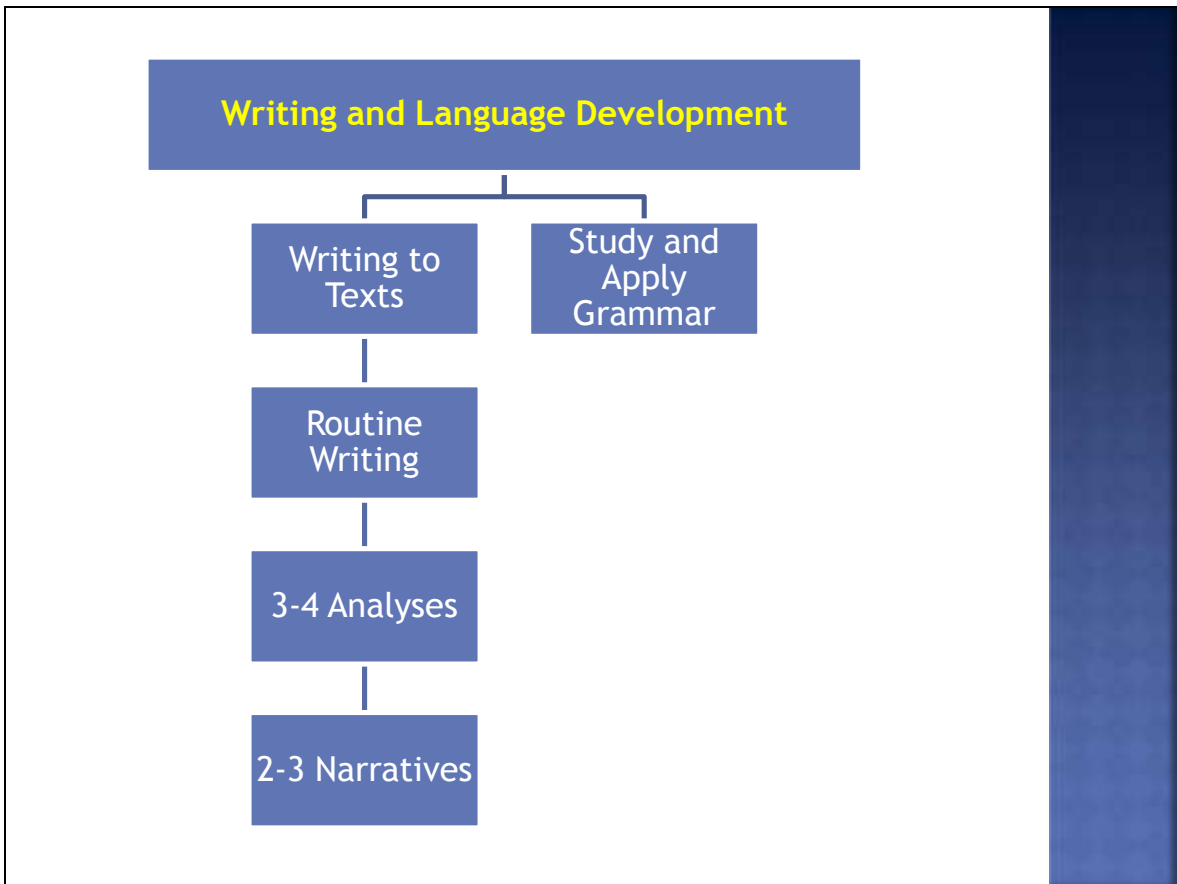 Writing and Language Development
Writing to
Texts
Study and
Apply
Grammar
Routine
Writing
3-4 Analyses
2-3 Narratives